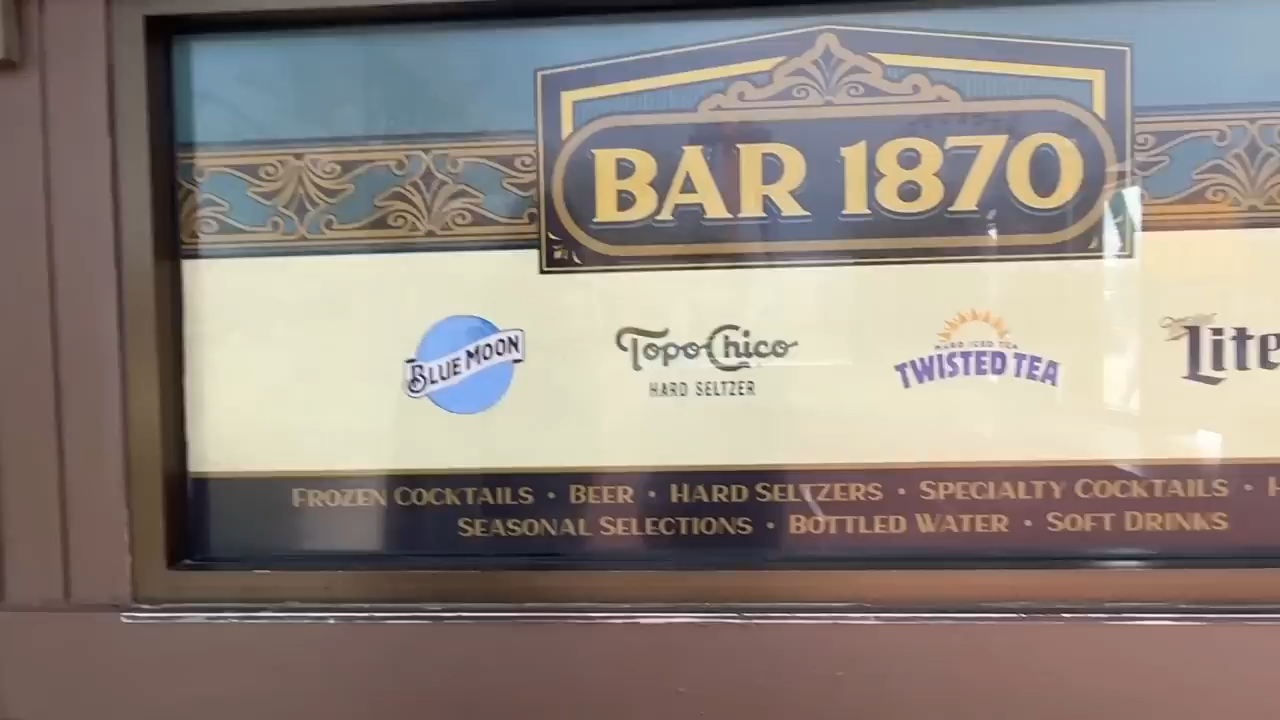 BAR 1870
BLUE MOON
Topo Chico
HARD SELTZER
HARD ICED TEA
TWISTED TEA
Lite
FROZEN COCKTAILS • BEER • HARD SELTZERS • SPECIALTY COCKTAILS •
SEASONAL SELECTIONS • BOTTLED WATER • SOFT DRINKS